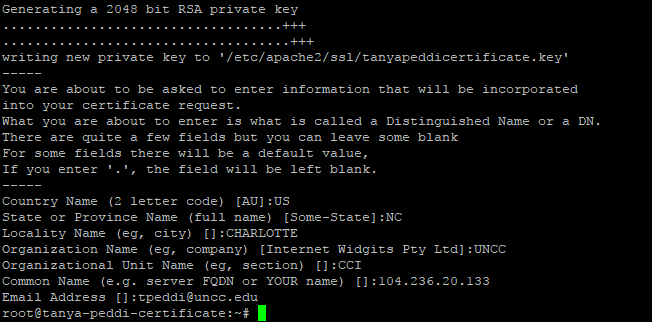 Generating a 2048 bit RSA private key
...................................+++
....................................+++
writing new private key to '/etc/apache2/ssl/tanyapeddicertificate.key'
-----
You are about to be asked to enter information that will be incorporated
into your certificate request.
What you are about to enter is what is called a Distinguished Name or a DN.
There are quite a few fields but you can leave some blank
For some fields there will be a default value,
If you enter '.', the field will be left blank.
-----
Country Name (2 letter code) [AU]:US
State or Province Name (full name) [Some-State]:NC
Locality Name (eg, city) []:CHARLOTTE
Organization Name (eg, company) [Internet Widgits Pty Ltd]:UNCC
Organizational Unit Name (eg, section) []:CCI
Common Name (e.g. server FQDN or YOUR name) []:104.236.20.133
Email Address []:tpeddi@uncc.edu
root@tanya-peddi-certificate:~#